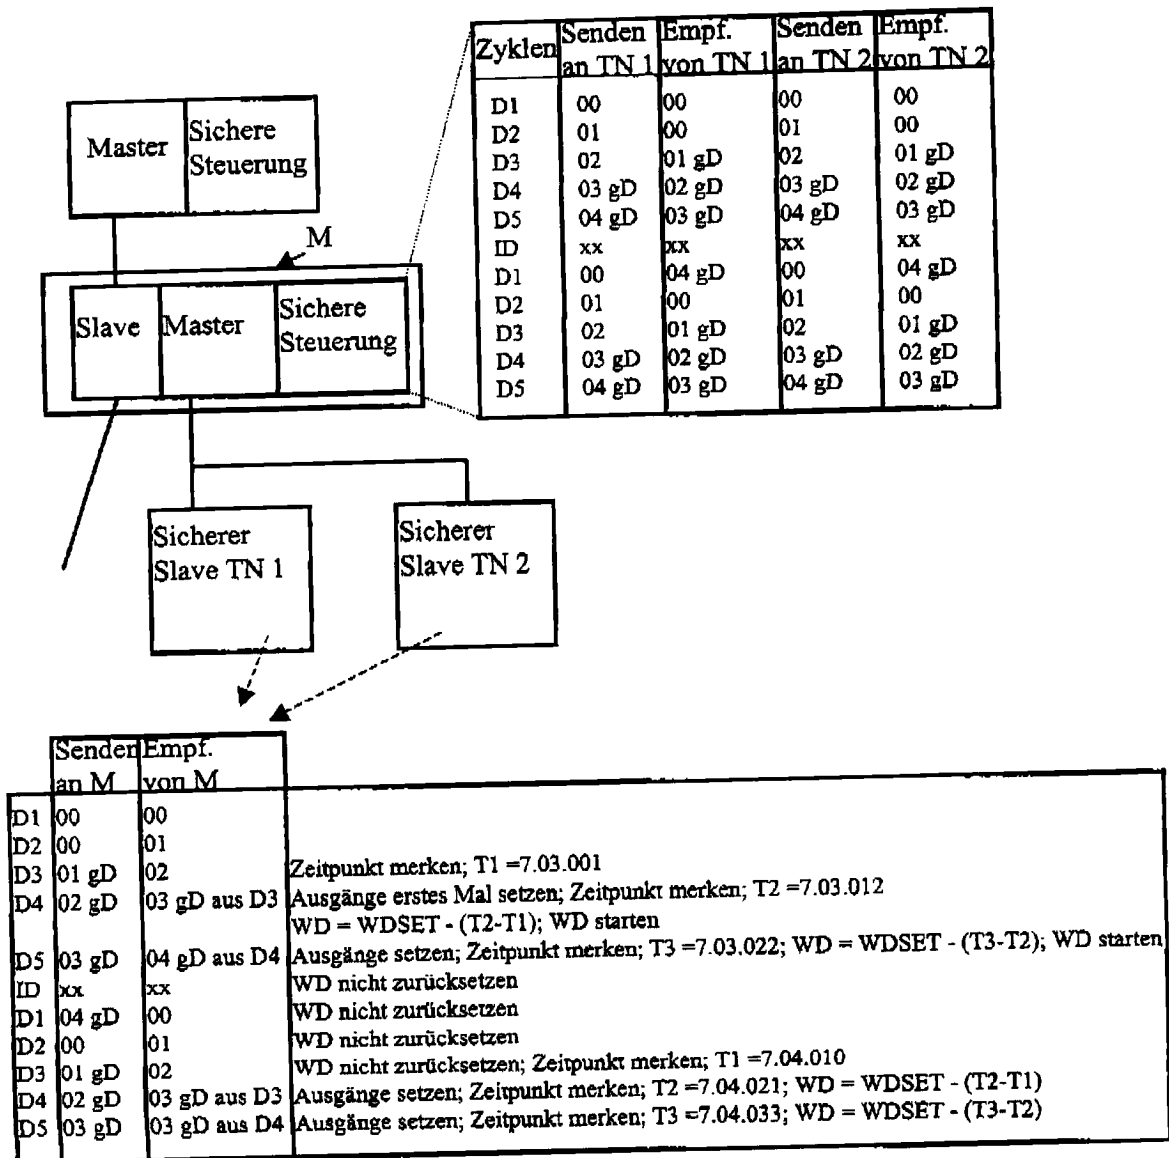 Zyklen Senden an TN 1 Empf. von TN 1 Senden an TN 2 Empf. von TN 2
D1 00 00 00 00
D2 01 00 01 00
D3 02 01 gD 02 01 gD
D4 03 gD 02 gD 03 gD 02 gD
D5 04 gD 03 gD 04 gD 03 gD
ID xx xx xx xx
D1 00 04 gD 00 04 gD
D2 01 00 01 00
D3 02 01 gD 02 01 gD
D4 03 gD 02 gD 03 gD 02 gD
D5 04 gD 03 gD 04 gD 03 gD
Master
Sichere
Steuerung
M
Slave
Master
Sichere
Steuerung
Sicherer
Slave TN 1
Sicherer
Slave TN 2
Senden an M Empf. von M
D1 00 00
D2 00 01
D3 01 gD 02 Zeitpunkt merken; T1 =7.03.001
D4 02 gD 03 gD aus D3 Ausgänge erstes Mal setzen; Zeitpunkt merken; T2 =7.03.012
WD = WDSET - (T2-T1); WD starten
D5 03 gD 04 gD aus D4 Ausgänge setzen; Zeitpunkt merken; T3 =7.03.022; WD = WDSET - (T3-T2); WD starten
ID xx xx WD nicht zurücksetzen
D1 04 gD 00 WD nicht zurücksetzen
D2 00 01 WD nicht zurücksetzen
D3 01 gD 02 WD nicht zurücksetzen; Zeitpunkt merken; T1 =7.04.010
D4 02 gD 03 gD aus D3 Ausgänge setzen; Zeitpunkt merken; T2 =7.04.021; WD = WDSET - (T2-T1)
D5 03 gD 03 gD aus D4 Ausgänge setzen; Zeitpunkt merken; T3 =7.04.033; WD = WDSET - (T3-T2)